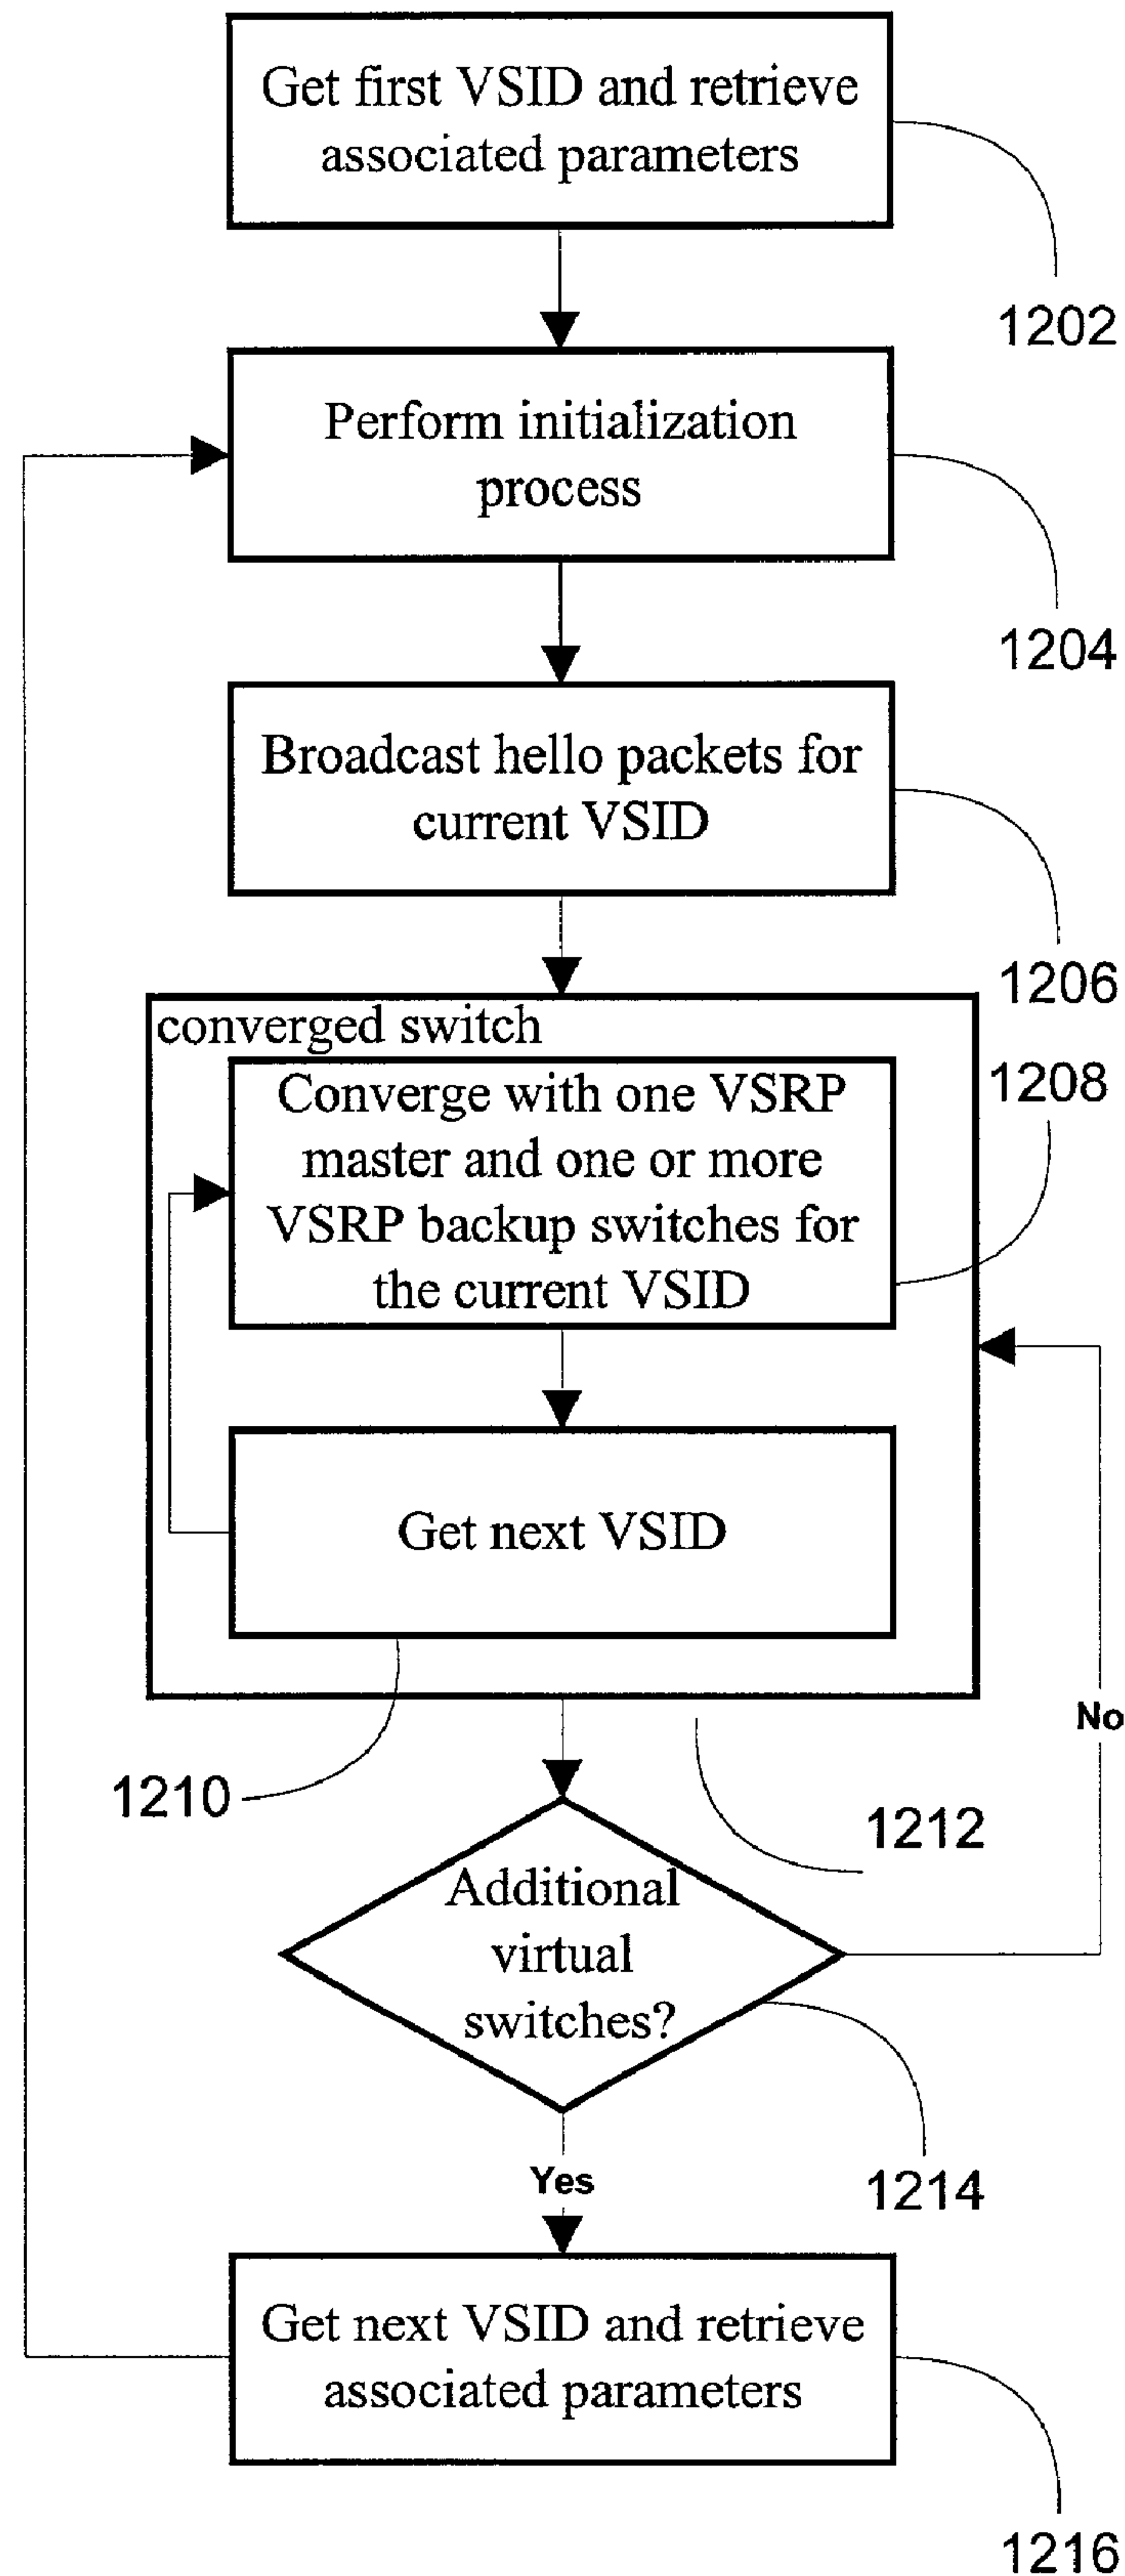 Get first VSID and retrieve
associated parameters
1202
Perform initialization
process
1204
Broadcast hello packets for
current VSID
1206
converged switch
Converge with one VSRP
master and one or more
VSRP backup switches for
the current VSID
1208
Get next VSID
1210
1212
No
Additional
virtual
switches?
1214
Yes
Get next VSID and retrieve
associated parameters
1216